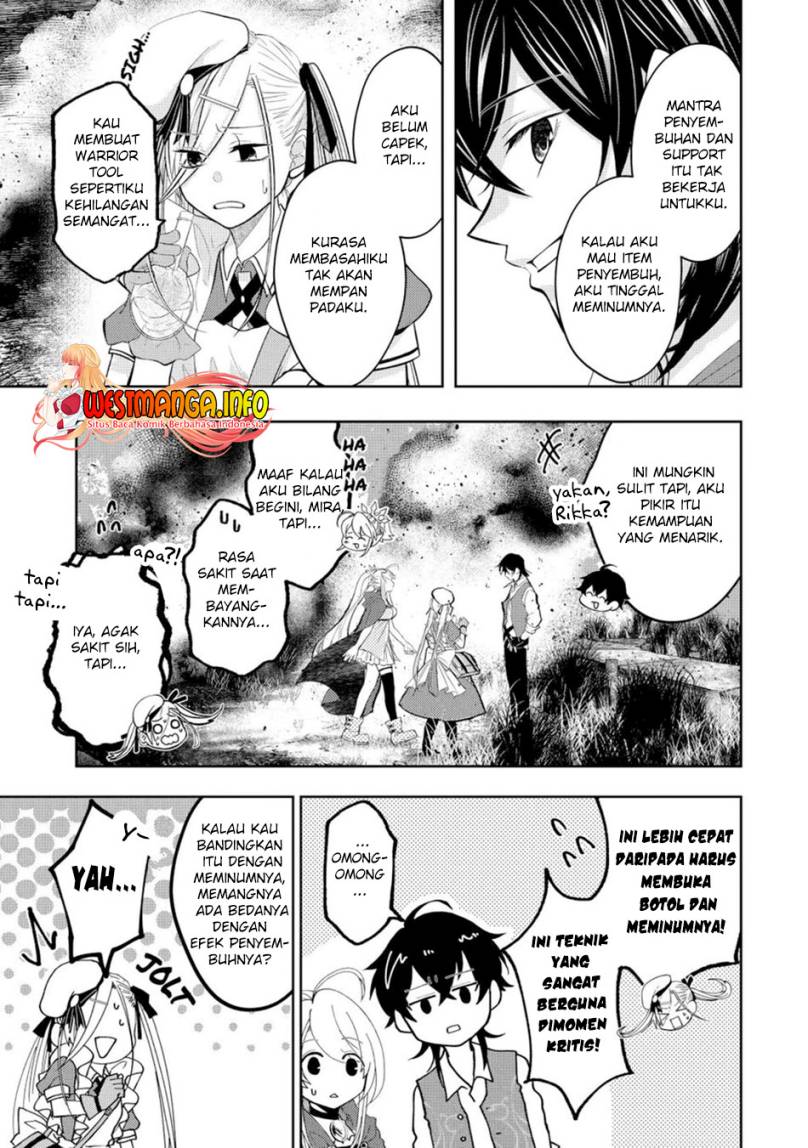 MANTRA
PENYEM-
BUHAN DAN
SUPPORT
ITU TAK
BEKERJA
UNTUKKU.
KALAU AKU
MAU ITEM
PENYEMBUH,
AKU TINGGAL
MEMINUMNYA.
AKU
BELUM
CAPEK,
TAPI...
KURASA
MEMBASAHIKU
TAK AKAN
MEMPAN
PADAKU.
SIGH...
KAU
MEMBUAT
WARRIOR
TOOL
SEPERTIKU
KEHILANGAN
SEMANGAT...
WESTMANGA.INFO
Situs Baca Komik Berbahasa Indonesia
INI MUNGKIN
SULIT TAPI, AKU
PIKIR ITU
KEMAMPUAN
YANG MENARIK.
yakan,
Rikka?
HA
HA
HA
HA
MAAF KALAU
AKU BILANG
BEGINI, MIRA,
TAPI...
RASA
SAKIT SAAT
MEM-
BAYANG-
KANNYA...
apa?!
tapi
tapi...
IYA, AGAK
SAKIT SIH,
TAPI...
INI LEBIH CEPAT
DARIPADA HARUS
MEMBUKA
BOTOL DAN
MEMINUMNYA!
INI TEKNIK
YANG
SANGAT
BERGUNA
DIMOMEN
KRITIS!
...
OMONG-
OMONG
...
KALAU KAU
BANDINGKAN
ITU DENGAN
MEMINUMNYA,
MEMANGNYA
ADA BEDANYA
DENGAN
EFEK PENYEM-
BUHNYA?
Y-
YAH...
JOLT